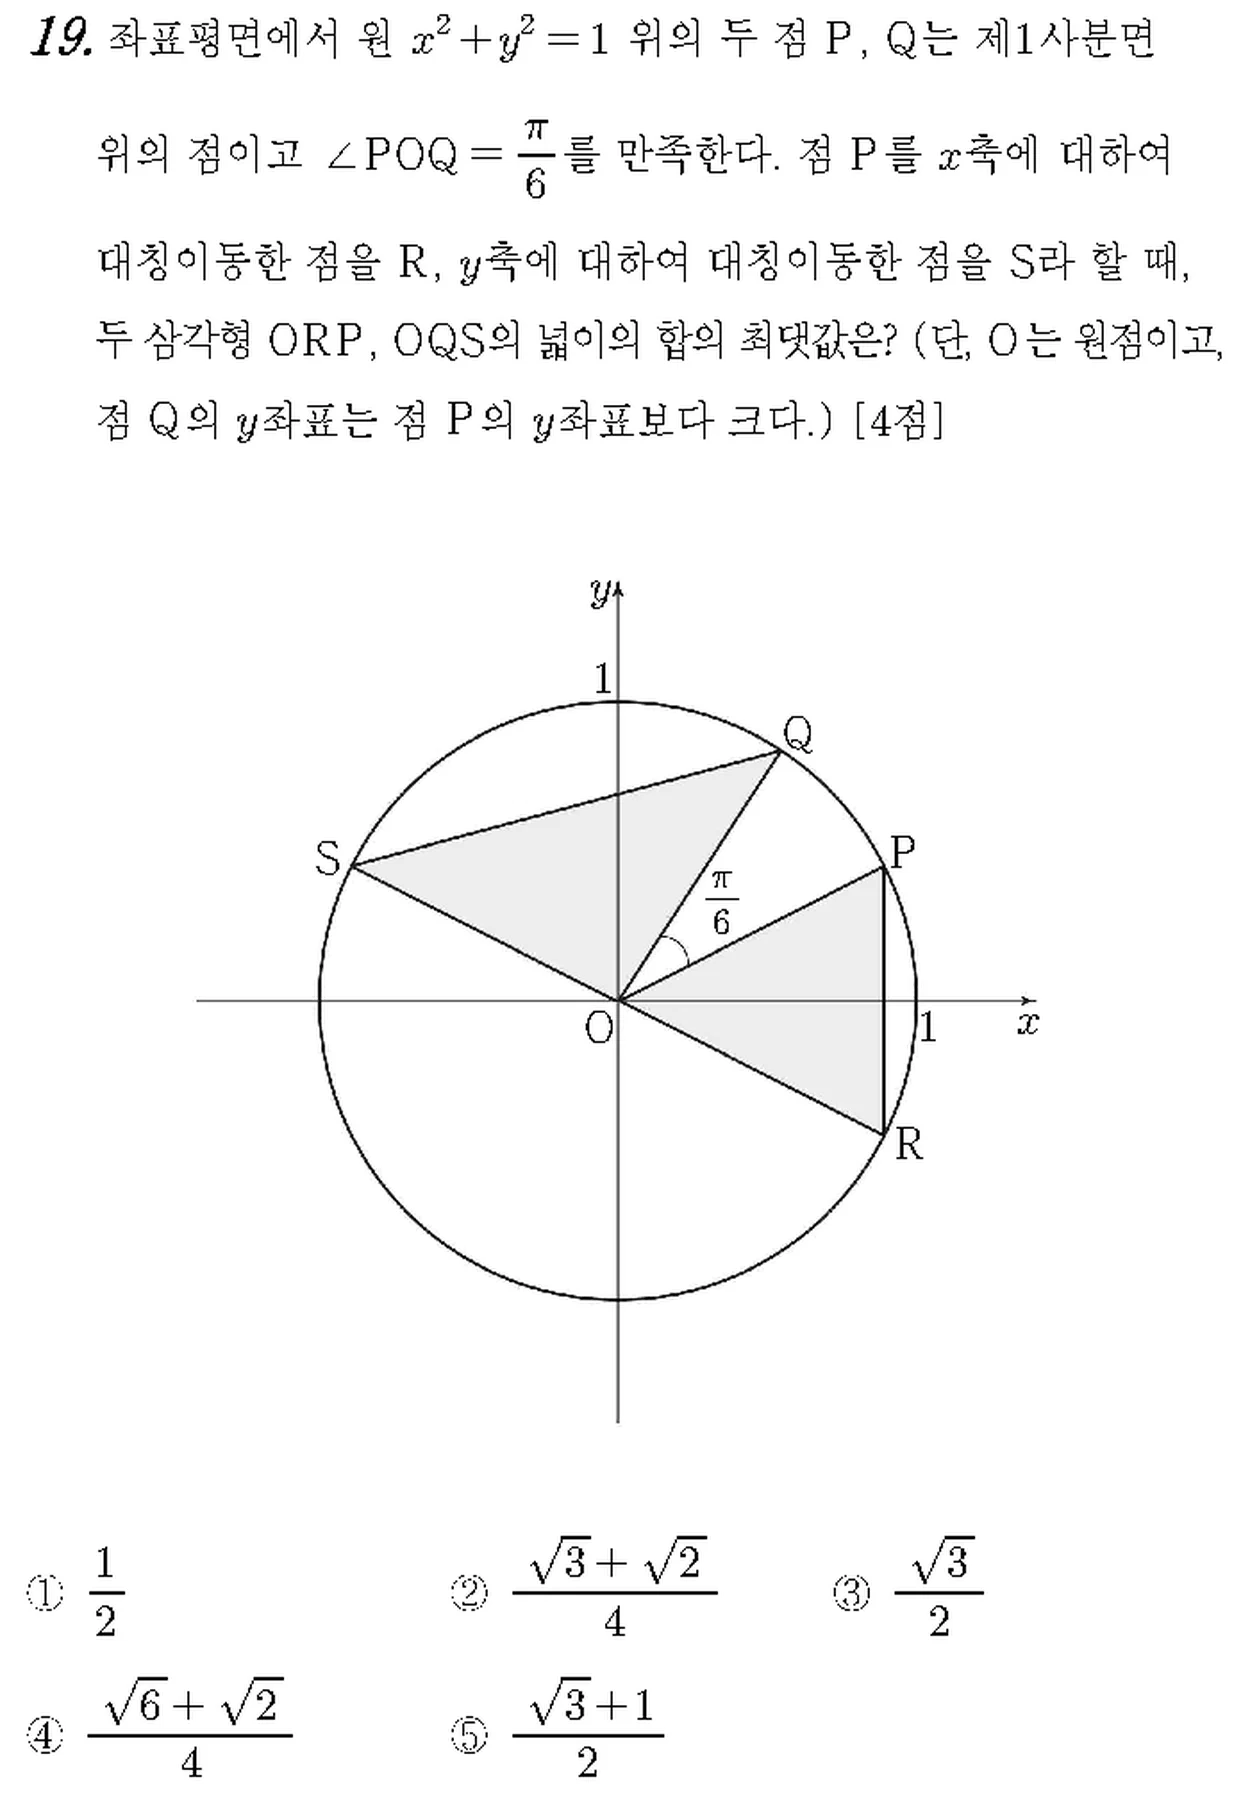 19. 좌표평면에서 원 x²+y²=1 위의 두 점 P, Q는 제1사분면
위의 점이고 ∠POQ=π/6를 만족한다. 점 P를 x축에 대하여
대칭이동한 점을 R, y축에 대하여 대칭이동한 점을 S라 할 때,
두 삼각형 ORP, OQS의 넓이의 합의 최댓값은? (단, O는 원점이고,
점 Q의 y좌표는 점 P의 y좌표보다 크다.) [4점]
y
1
Q
S
P
π/6
O
1
x
R
① 1/2 ② (√3+√2)/4 ③ √3/2
④ (√6+√2)/4 ⑤ (√3+1)/2